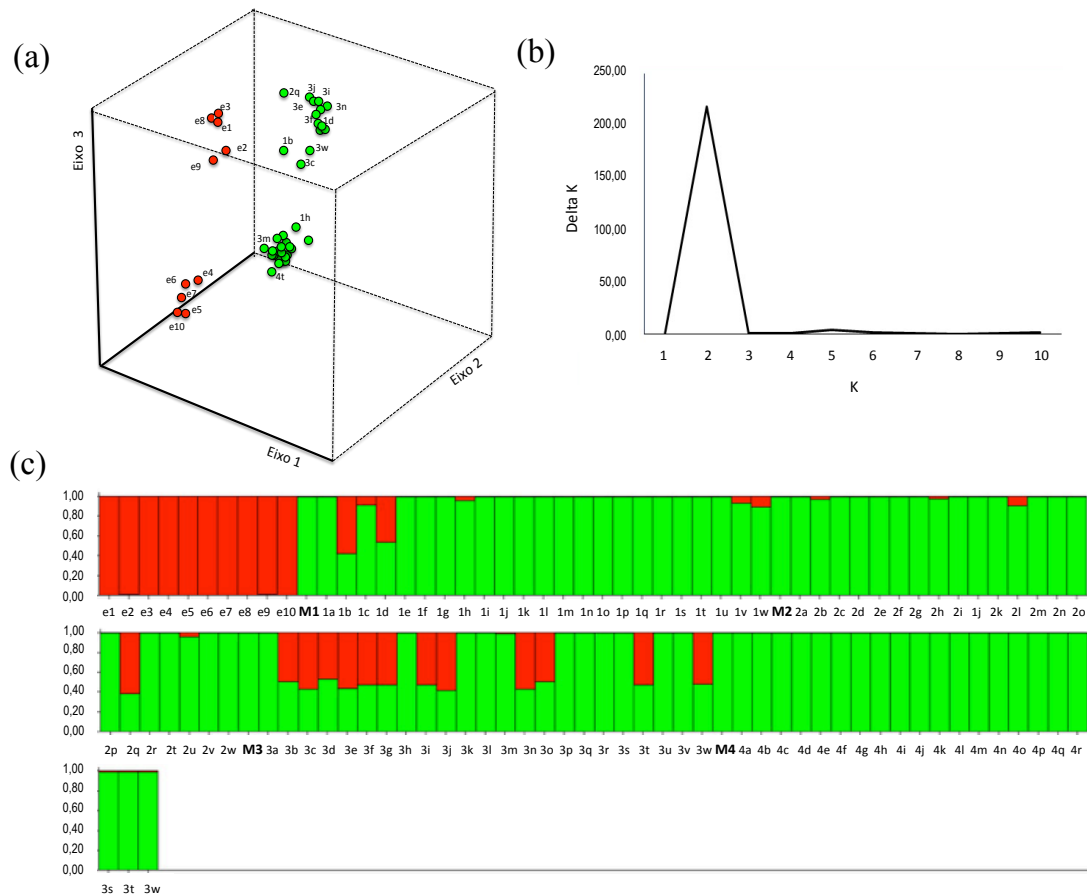 (a)
2q 3j 3i
3e 3n
e3
e8 e1
3f 1d
e2
1b 3w
e9
3c
Eixo 3
1h
3m
4t
e6 e4
e7
e10 e5
Eixo 2
Eixo 1
(b)
250,00
200,00
150,00
100,00
50,00
0,00
Delta K
1 2 3 4 5 6 7 8 9 10
K
(c)
1,00
0,80
0,60
0,40
0,20
0,00
e1 e2 e3 e4 e5 e6 e7 e8 e9 e10 M1 1a 1b 1c 1d 1e 1f 1g 1h 1i 1j 1k 1l 1m 1n 1o 1p 1q 1r 1s 1t 1u 1v 1w M2 2a 2b 2c 2d 2e 2f 2g 2h 2i 2j 2k 2l 2m 2n 2o
1,00
0,80
0,60
0,40
0,20
0,00
2p 2q 2r 2t 2u 2v 2w M3 3a 3b 3c 3d 3e 3f 3g 3h 3i 3j 3k 3l 3m 3n 3o 3p 3q 3r 3s 3t 3u 3v 3w M4 4a 4b 4c 4d 4e 4f 4g 4h 4i 4j 4k 4l 4m 4n 4o 4p 4q 4r
1,00
0,80
0,60
0,40
0,20
0,00
3s 3t 3w